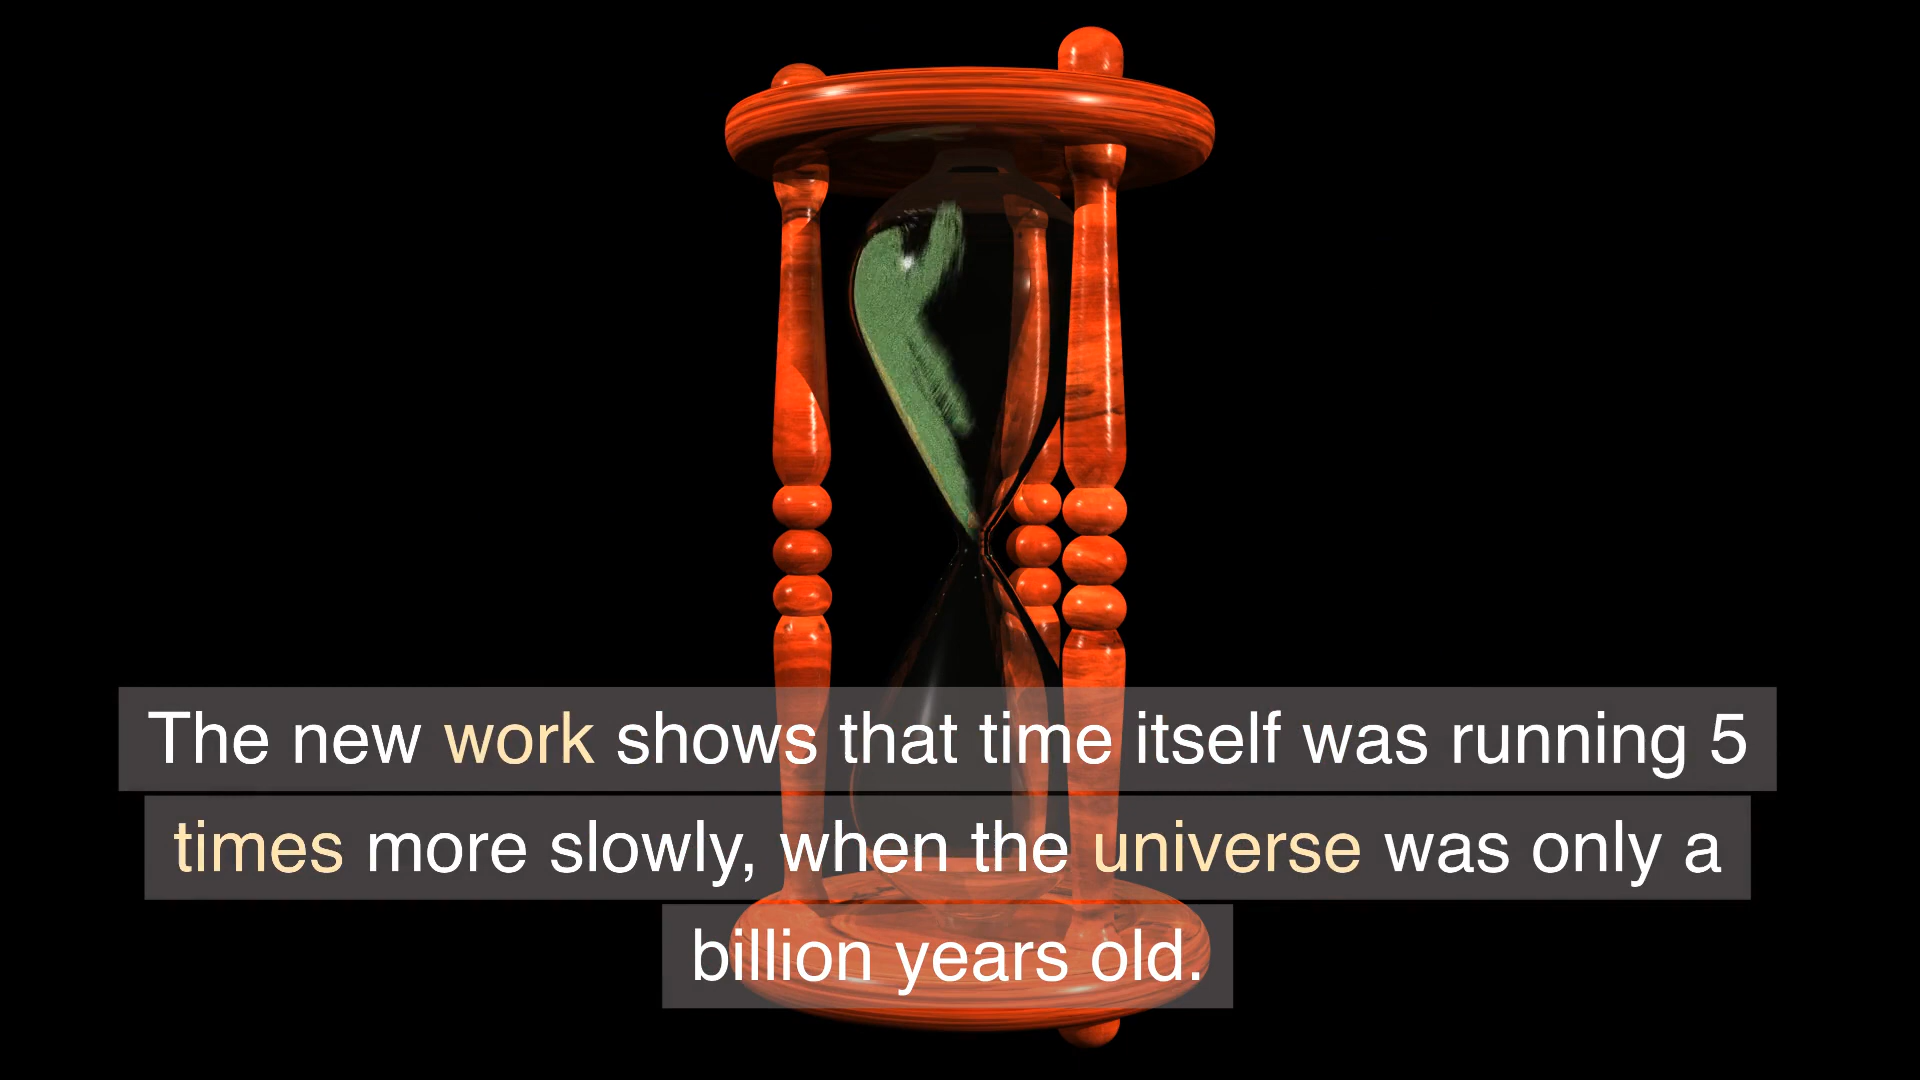 The new work shows that time itself was running 5
times more slowly, when the universe was only a
billion years old.